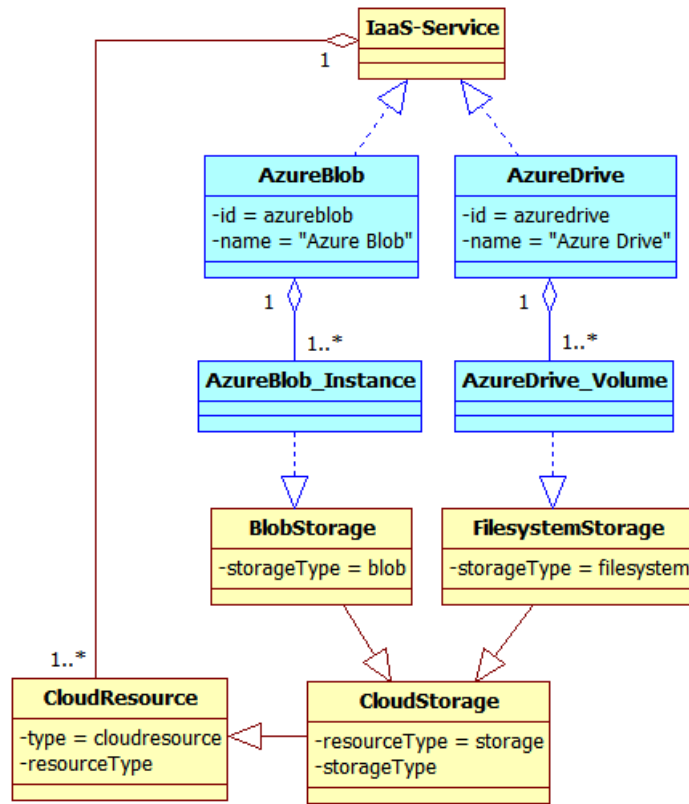 IaaS-Service
1
AzureBlob
-id = azureblob
-name = "Azure Blob"
AzureDrive
-id = azuredrive
-name = "Azure Drive"
1
1..*
1
1..*
AzureBlob_Instance
AzureDrive_Volume
BlobStorage
-storageType = blob
FilesystemStorage
-storageType = filesystem
1..*
CloudResource
-type = cloudresource
-resourceType
CloudStorage
-resourceType = storage
-storageType